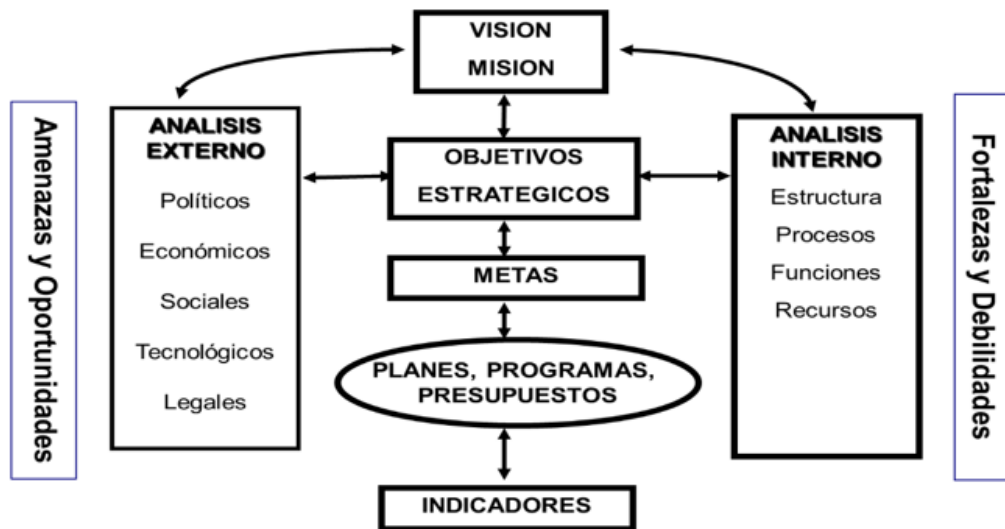 VISION
MISION
Amenazas y Oportunidades
ANALISIS
EXTERNO
Políticos
Económicos
Sociales
Tecnológicos
Legales
OBJETIVOS
ESTRATEGICOS
METAS
PLANES, PROGRAMAS,
PRESUPUESTOS
INDICADORES
ANALISIS
INTERNO
Estructura
Procesos
Funciones
Recursos
Fortalezas y Debilidades